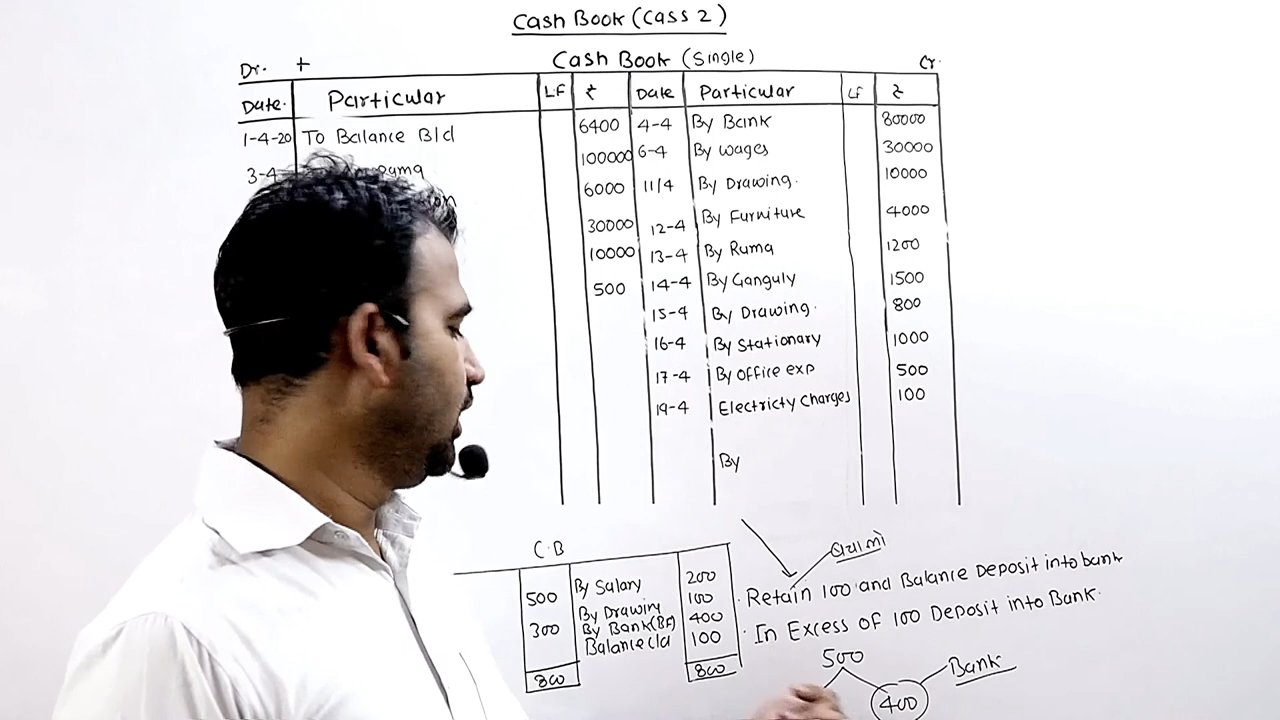 Cash Book (Cass 2)
Dr. + Cash Book (Single) Cr.
Date. Particular LF ₹ Date Particular LF ₹
1-4-20 To Balance B/d 6400 4-4 By Bank 80000
3-4 100000 6-4 By wages 30000
6000 11/4 By Drawing. 10000
30000 12-4 By Furniture 4000
10000 13-4 By Ruma 1200
500 14-4 By Ganguly 1500
15-4 By Drawing. 800
16-4 By Stationary 1000
17-4 By office exp 500
19-4 Electricty charges 100
By
C.B
500 By Salary 200
By Drawing 100
300 By Bank(BF) 400
Balance c/d 100
800 800
Retain 100 and Balance Deposit into bank
In Excess of 100 Deposit into Bank.
500
Bank
400